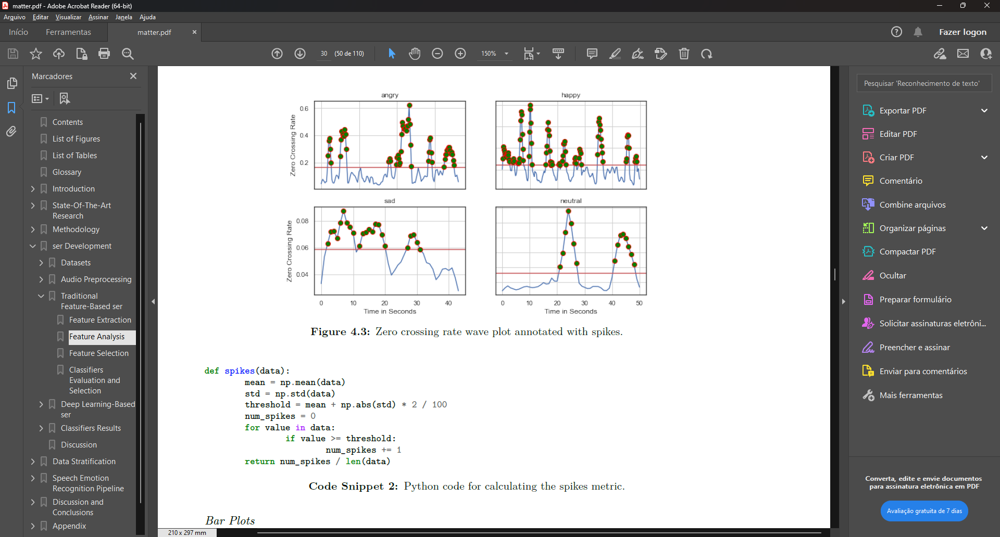 matter.pdf - Adobe Acrobat Reader (64-bit)
Arquivo Editar Visualizar Assinar Janela Ajuda
Início Ferramentas matter.pdf Fazer logon
30 (50 de 110) 150%
Marcadores
Contents
List of Figures
List of Tables
Glossary
Introduction
State-Of-The-Art
Research
Methodology
ser Development
Datasets
Audio Preprocessing
Traditional
Feature-Based ser
Feature Extraction
Feature Analysis
Feature Selection
Classifiers
Evaluation and
Selection
Deep Learning-Based
ser
Classifiers Results
Discussion
Data Stratification
Speech Emotion
Recognition Pipeline
Discussion and
Conclusions
Appendix
angry
Zero Crossing Rate
0.6
0.4
0.2
happy
sad
Zero Crossing Rate
0.08
0.06
0.04
0 10 20 30 40
Time in Seconds
neutral
0 10 20 30 40 50
Time in Seconds
Figure 4.3: Zero crossing rate wave plot annotated with spikes.
def spikes(data):
mean = np.mean(data)
std = np.std(data)
threshold = mean + np.abs(std) * 2 / 100
num_spikes = 0
for value in data:
if value >= threshold:
num_spikes += 1
return num_spikes / len(data)
Code Snippet 2: Python code for calculating the spikes metric.
Bar Plots
210 x 297 mm
Pesquisar 'Reconhecimento de texto'
Exportar PDF
Editar PDF
Criar PDF
Comentário
Combine arquivos
Organizar páginas
Compactar PDF
Ocultar
Preparar formulário
Solicitar assinaturas eletrôni...
Preencher e assinar
Enviar para comentários
Mais ferramentas
Converta, edite e envie documentos
para assinatura eletrônica em PDF
Avaliação gratuita de 7 dias